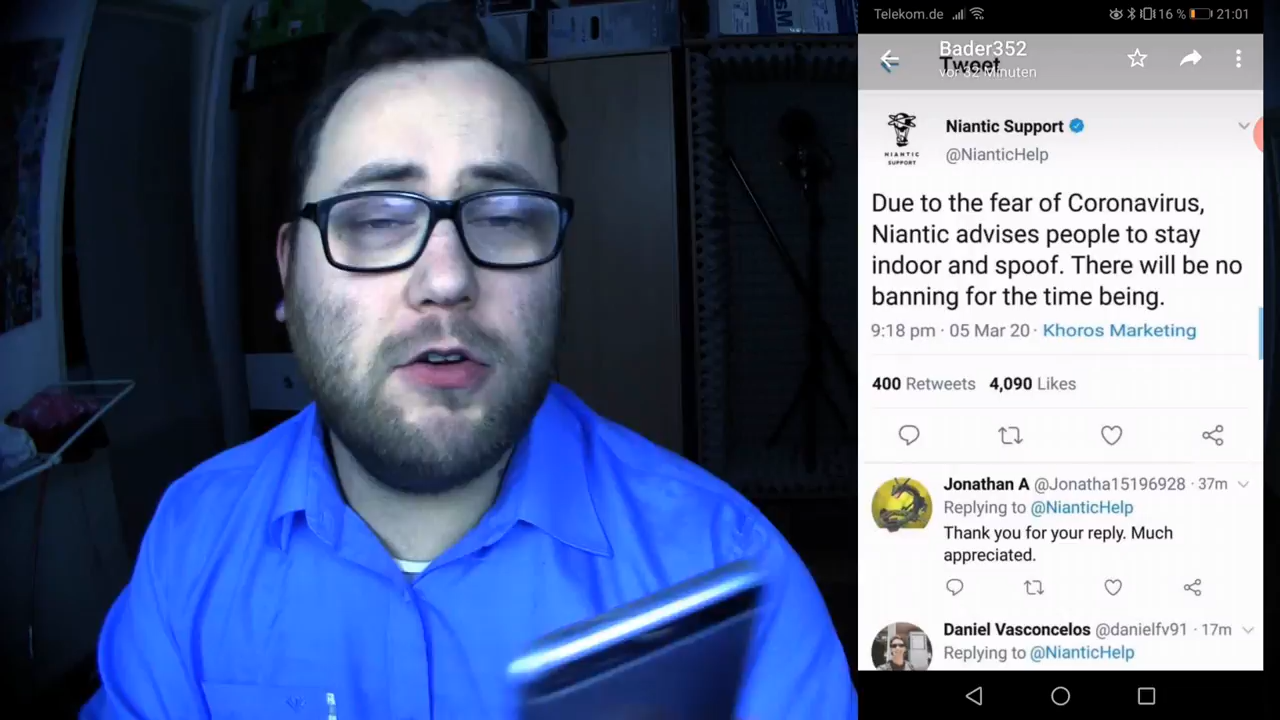 Telekom.de
16 %
21:01
Bader352
Tweet
vor 32 Minuten
NIANTIC
SUPPORT
Niantic Support
@NianticHelp
Due to the fear of Coronavirus,
Niantic advises people to stay
indoor and spoof. There will be no
banning for the time being.
9:18 pm · 05 Mar 20 · Khoros Marketing
400 Retweets 4,090 Likes
Jonathan A @Jonatha15196928 · 37m
Replying to @NianticHelp
Thank you for your reply. Much
appreciated.
Daniel Vasconcelos @danielfv91 · 17m
Replying to @NianticHelp